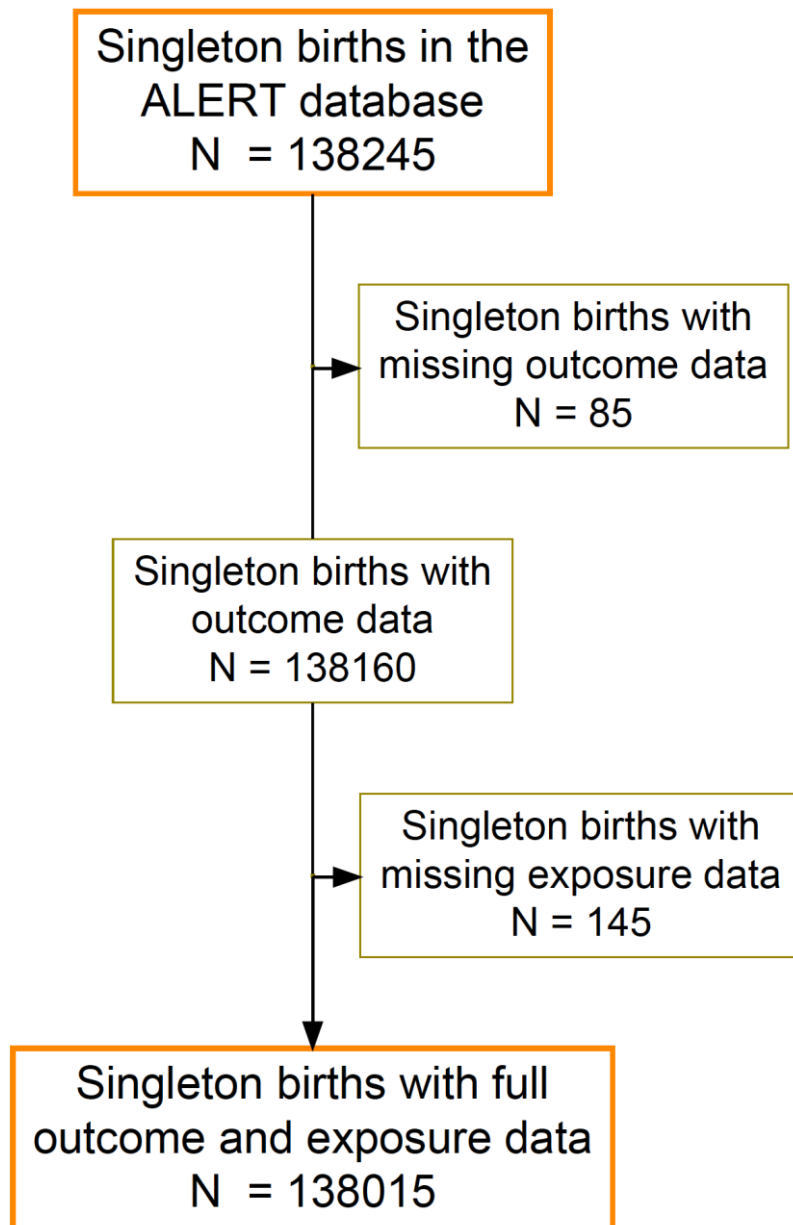 Singleton births in the
ALERT database
N  = 138245
Singleton births with
missing outcome data
N = 85
Singleton births with
outcome data
N = 138160
Singleton births with
missing exposure data
N = 145
Singleton births with full
outcome and exposure data
N  = 138015